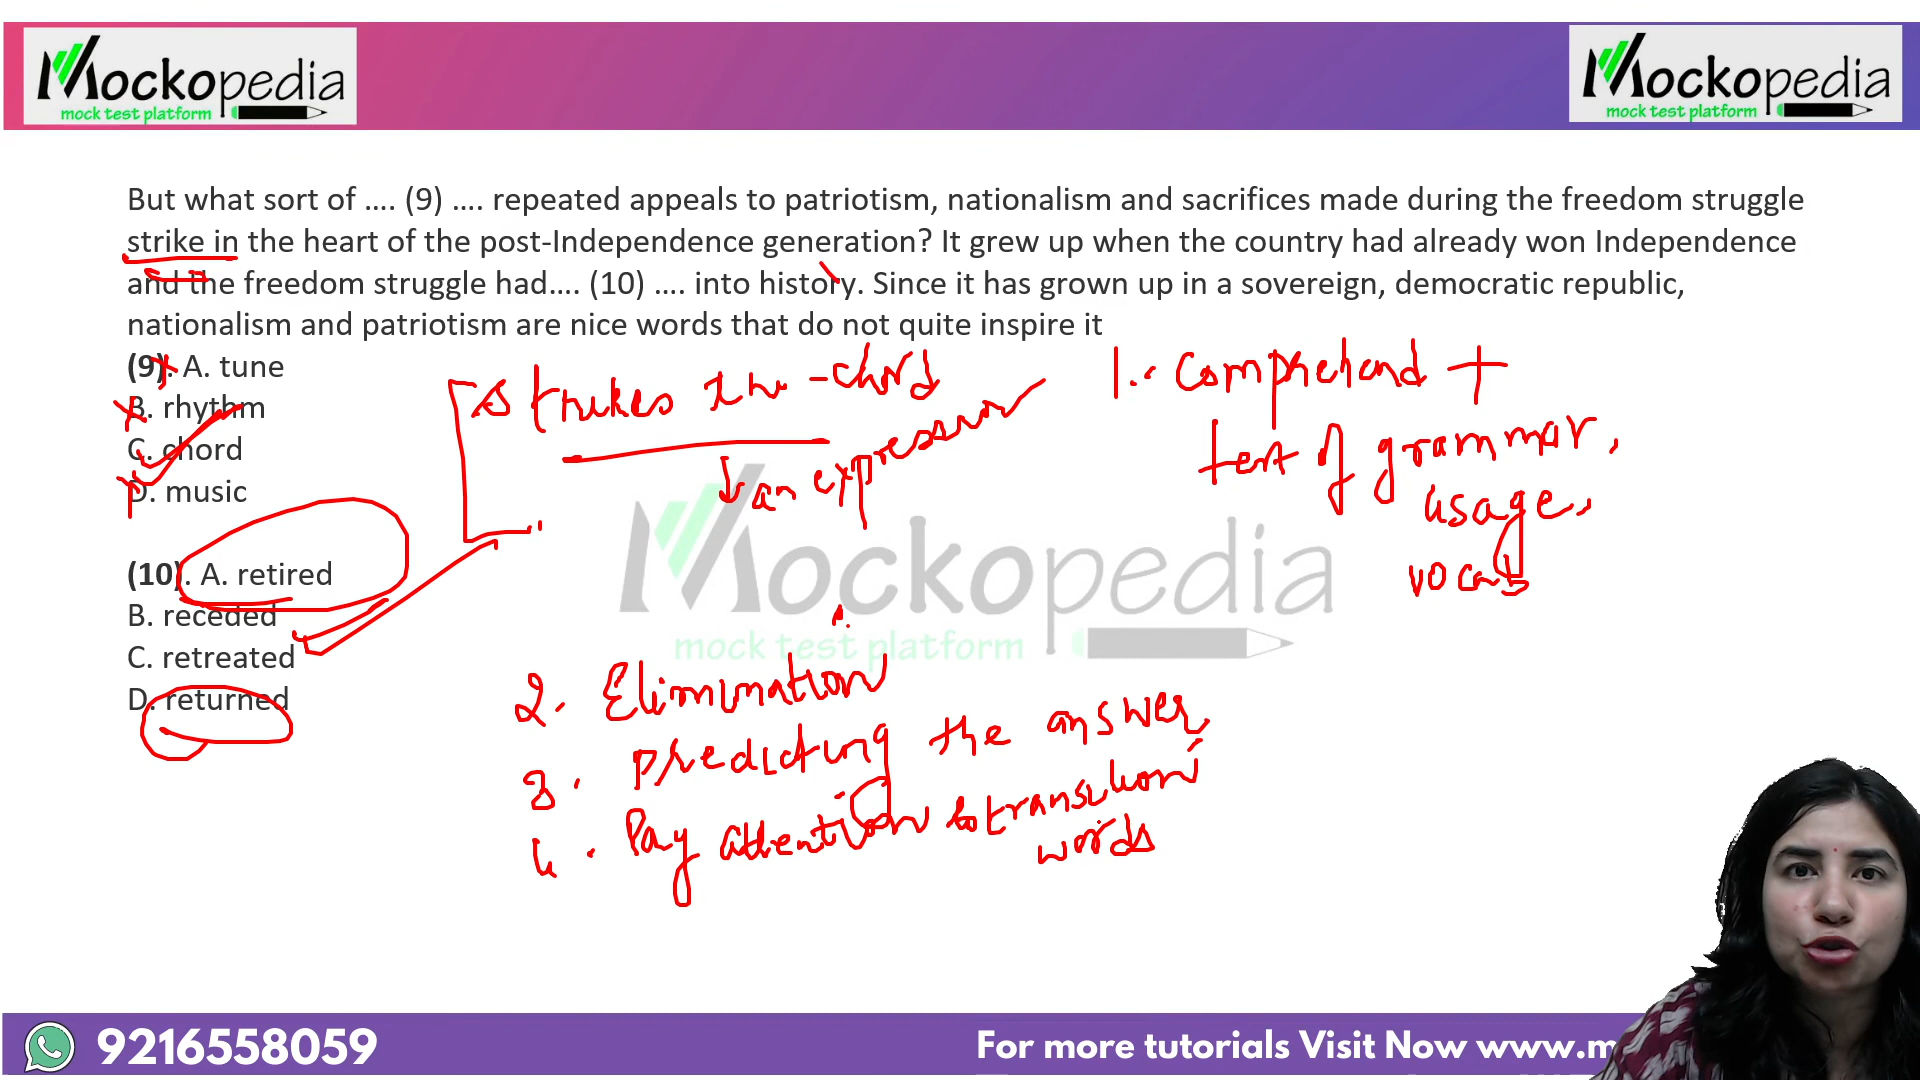 Mockopedia
mock test platform
Mockopedia
mock test platform
But what sort of .... (9) .... repeated appeals to patriotism, nationalism and sacrifices made during the freedom struggle
strike in the heart of the post-Independence generation? It grew up when the country had already won Independence
and the freedom struggle had.... (10) .... into history. Since it has grown up in a sovereign, democratic republic,
nationalism and patriotism are nice words that do not quite inspire it
(9). A. tune
B. rhythm
C. chord
D. music
strikes the chord
an expression
1. Comprehend +
test of grammar,
usage,
vocab
(10). A. retired
B. receded
C. retreated
D. returned
Mockopedia
mock test platform
2. Elimination
3. Predicting the answer
4. Pay attention to transition
words
9216558059
For more tutorials Visit Now www.m